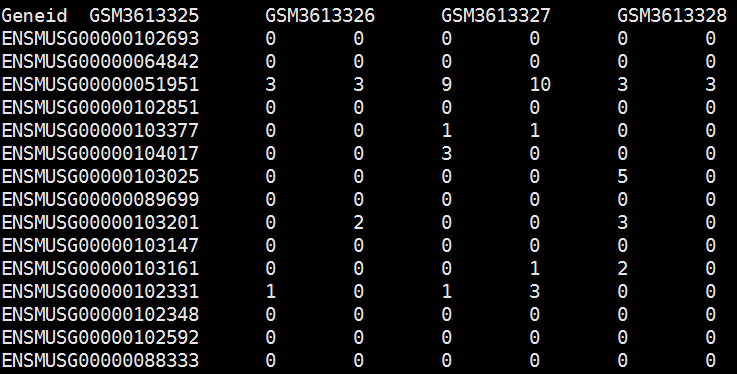 Geneid GSM3613325 GSM3613326 GSM3613327 GSM3613328
ENSMUSG00000102693 0 0 0 0 0 0
ENSMUSG00000064842 0 0 0 0 0 0
ENSMUSG00000051951 3 3 9 10 3 3
ENSMUSG00000102851 0 0 0 0 0 0
ENSMUSG00000103377 0 0 1 1 0 0
ENSMUSG00000104017 0 0 3 0 0 0
ENSMUSG00000103025 0 0 0 0 5 0
ENSMUSG00000089699 0 0 0 0 0 0
ENSMUSG00000103201 0 2 0 0 3 0
ENSMUSG00000103147 0 0 0 0 0 0
ENSMUSG00000103161 0 0 0 1 2 0
ENSMUSG00000102331 1 0 1 3 0 0
ENSMUSG00000102348 0 0 0 0 0 0
ENSMUSG00000102592 0 0 0 0 0 0
ENSMUSG00000088333 0 0 0 0 0 0